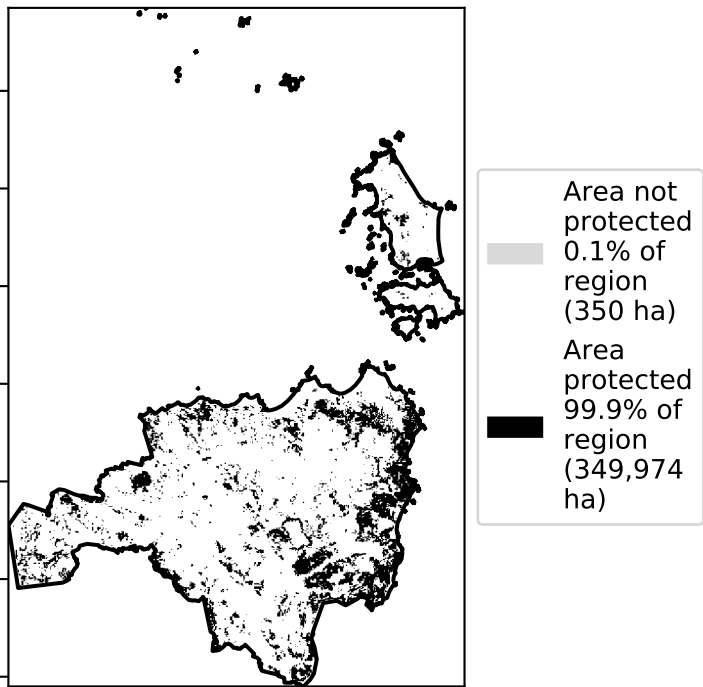 Area not
protected
0.1% of
region
(350 ha)
Area
protected
99.9% of
region
(349,974
ha)